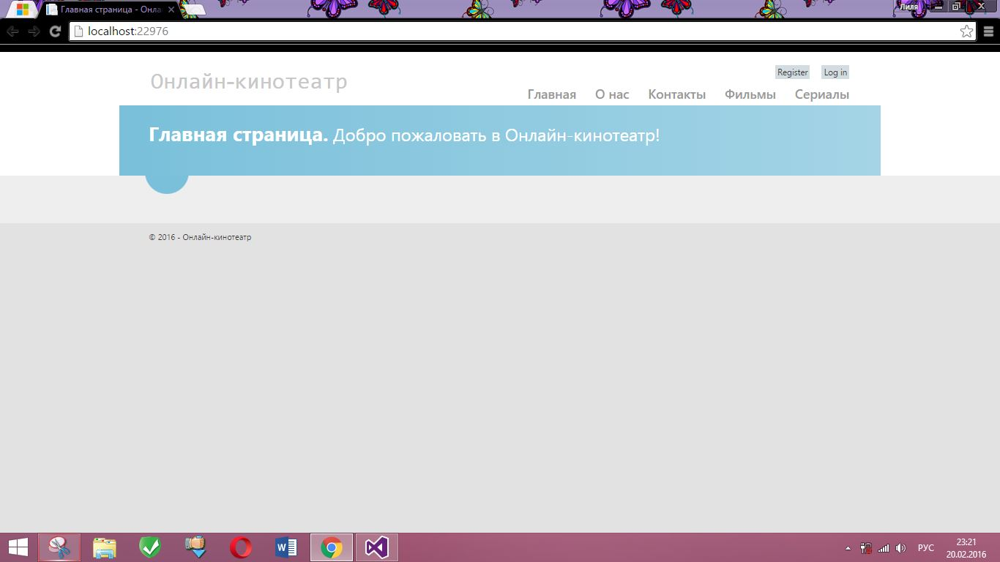 Главная страница - Онла
Лиля
localhost:22976
Register Log in
Онлайн-кинотеатр
Главная О нас Контакты Фильмы Сериалы
Главная страница. Добро пожаловать в Онлайн-кинотеатр!
© 2016 - Онлайн-кинотеатр
РУС
23:21
20.02.2016